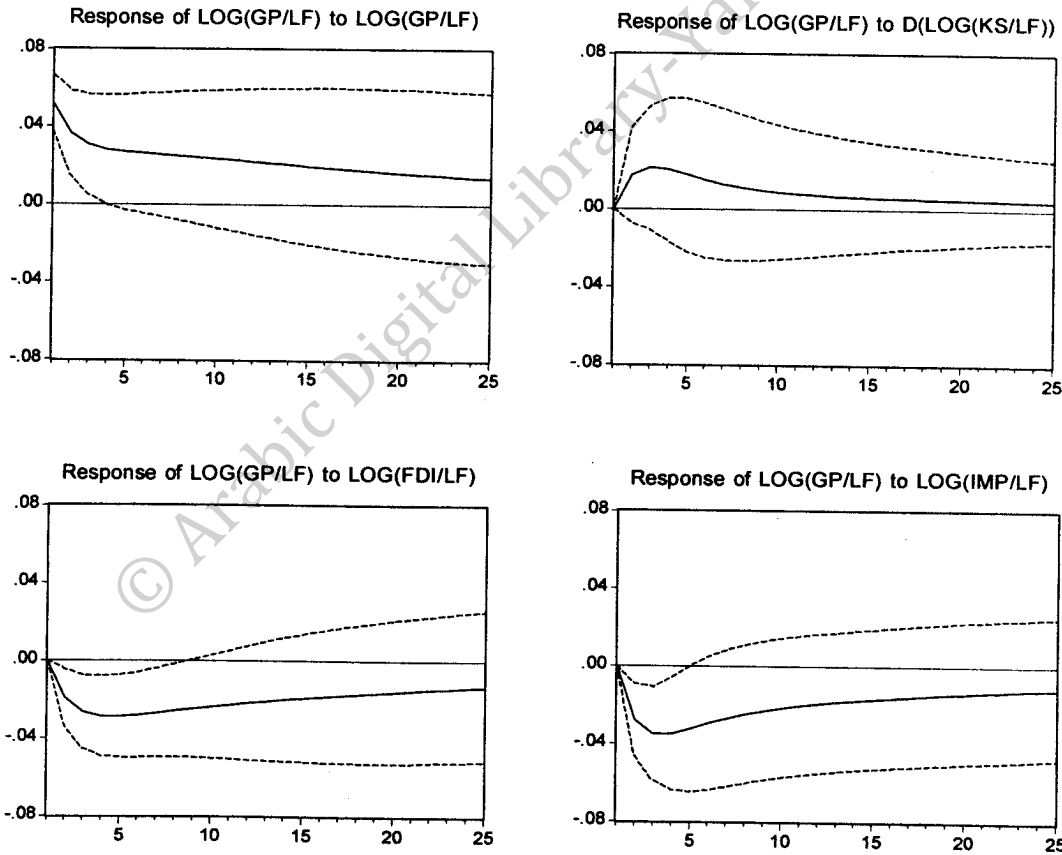 Response of LOG(GP/LF) to LOG(GP/LF)
.08
.04
.00
-.04
-.08
5 10 15 20 25
Response of LOG(GP/LF) to D(LOG(KS/LF))
.08
.04
.00
-.04
-.08
5 10 15 20 25
Response of LOG(GP/LF) to LOG(FDI/LF)
.08
.04
.00
-.04
-.08
5 10 15 20 25
Response of LOG(GP/LF) to LOG(IMP/LF)
.08
.04
.00
-.04
-.08
5 10 15 20 25
© Arabic Digital Library-